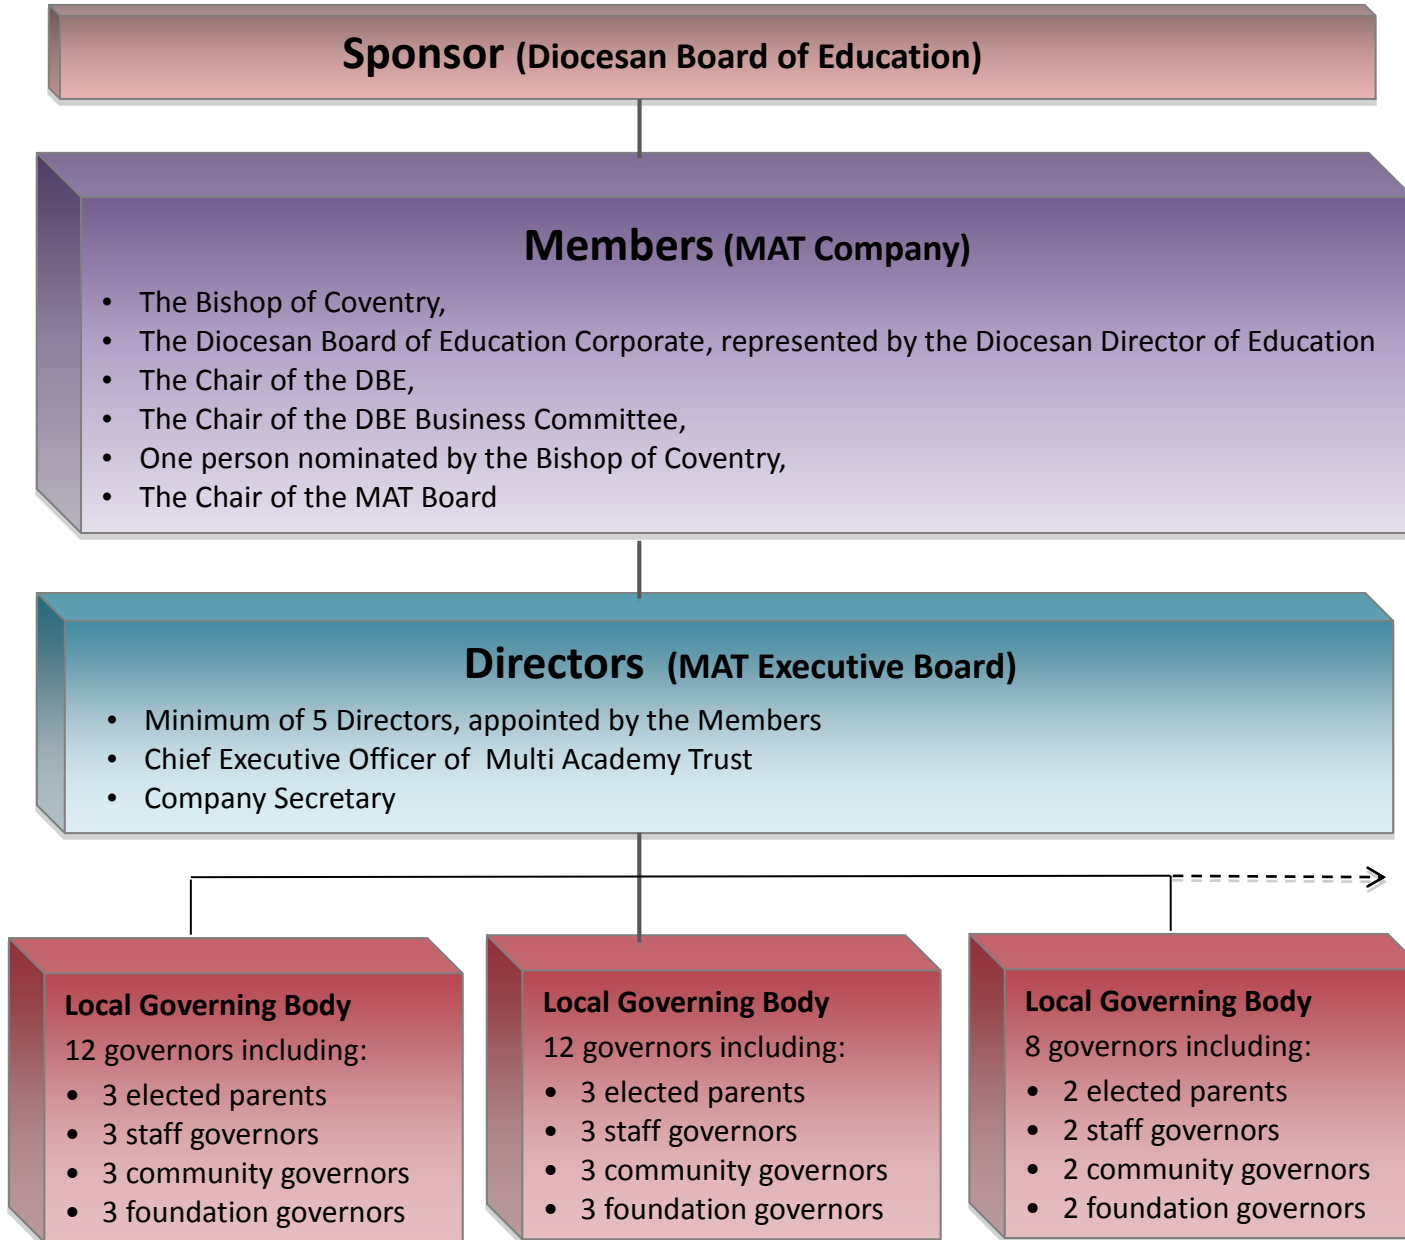 Sponsor (Diocesan Board of Education)
Members (MAT Company)
• The Bishop of Coventry,
• The Diocesan Board of Education Corporate, represented by the Diocesan Director of Education
• The Chair of the DBE,
• The Chair of the DBE Business Committee,
• One person nominated by the Bishop of Coventry,
• The Chair of the MAT Board
Directors (MAT Executive Board)
• Minimum of 5 Directors, appointed by the Members
• Chief Executive Officer of Multi Academy Trust
• Company Secretary
Local Governing Body
12 governors including:
• 3 elected parents
• 3 staff governors
• 3 community governors
• 3 foundation governors
Local Governing Body
12 governors including:
• 3 elected parents
• 3 staff governors
• 3 community governors
• 3 foundation governors
Local Governing Body
8 governors including:
• 2 elected parents
• 2 staff governors
• 2 community governors
• 2 foundation governors